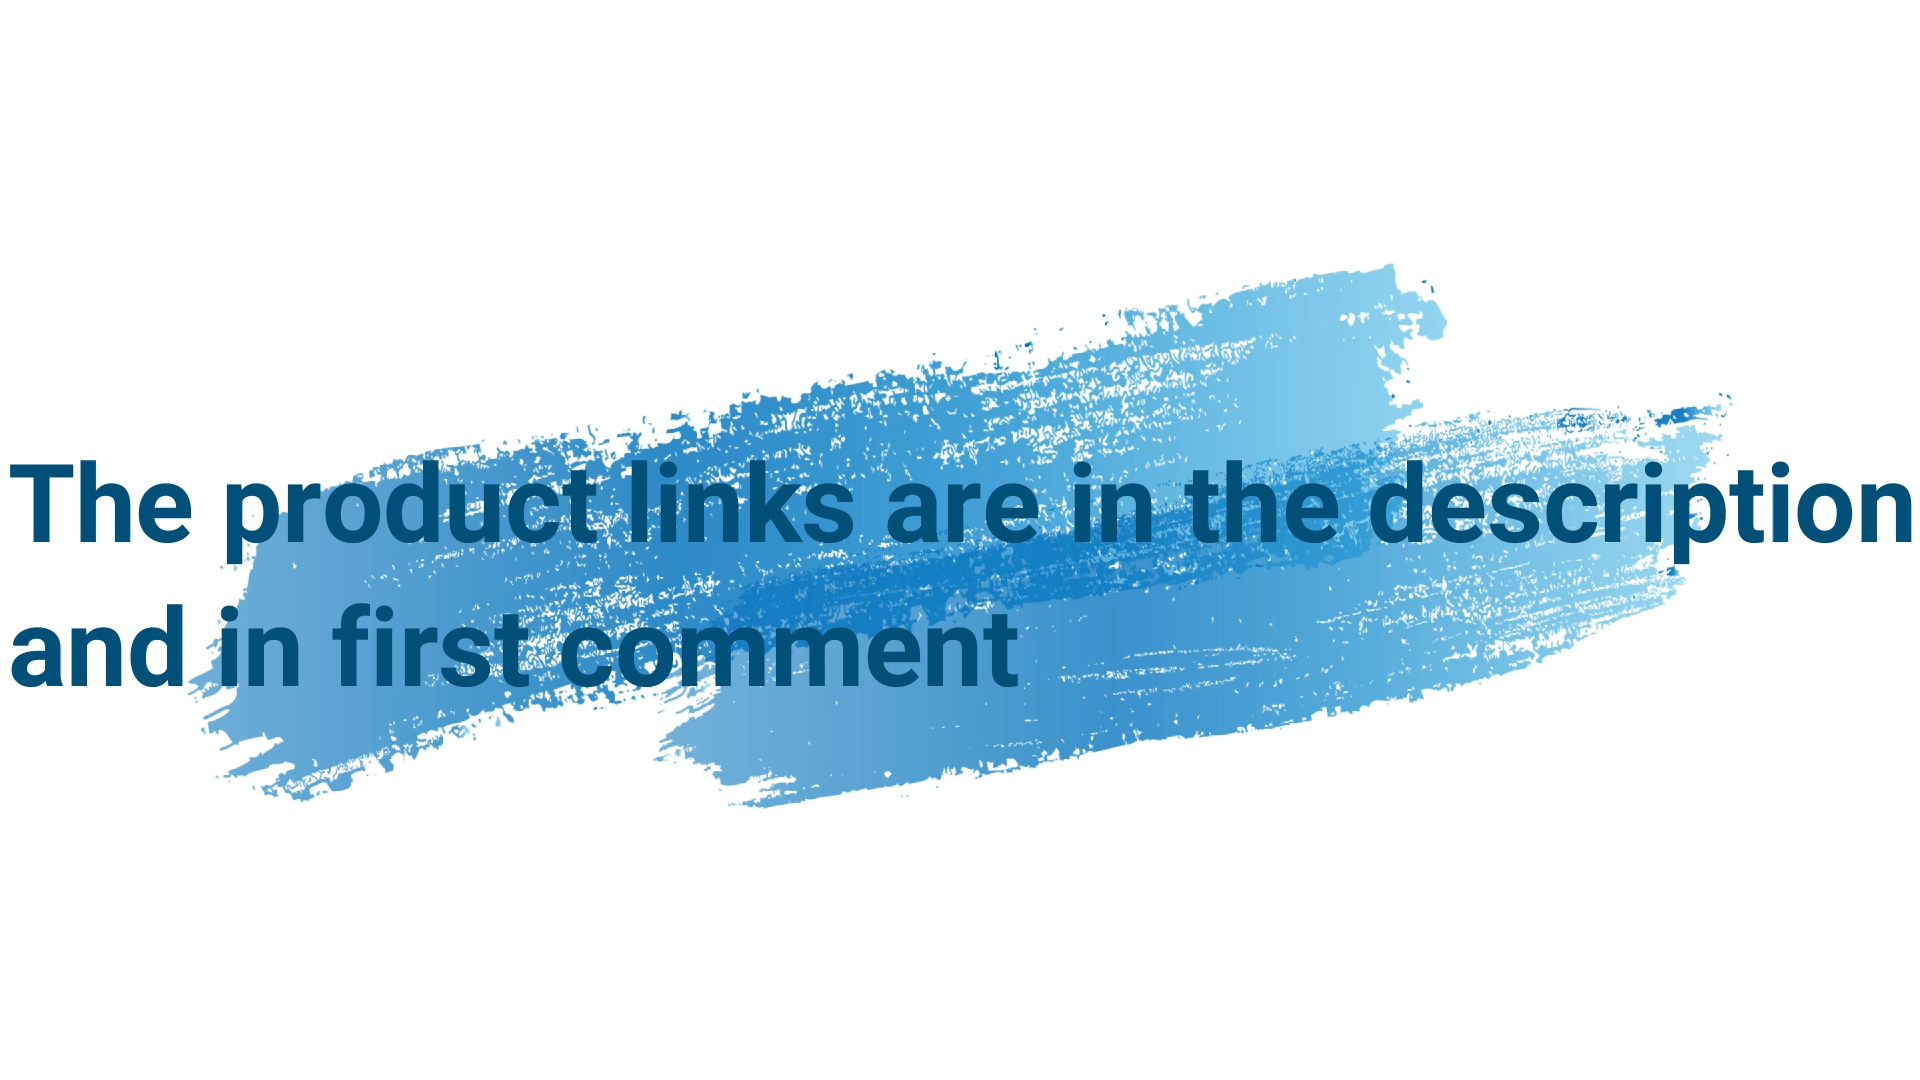 The product links are in the description
and in first comment